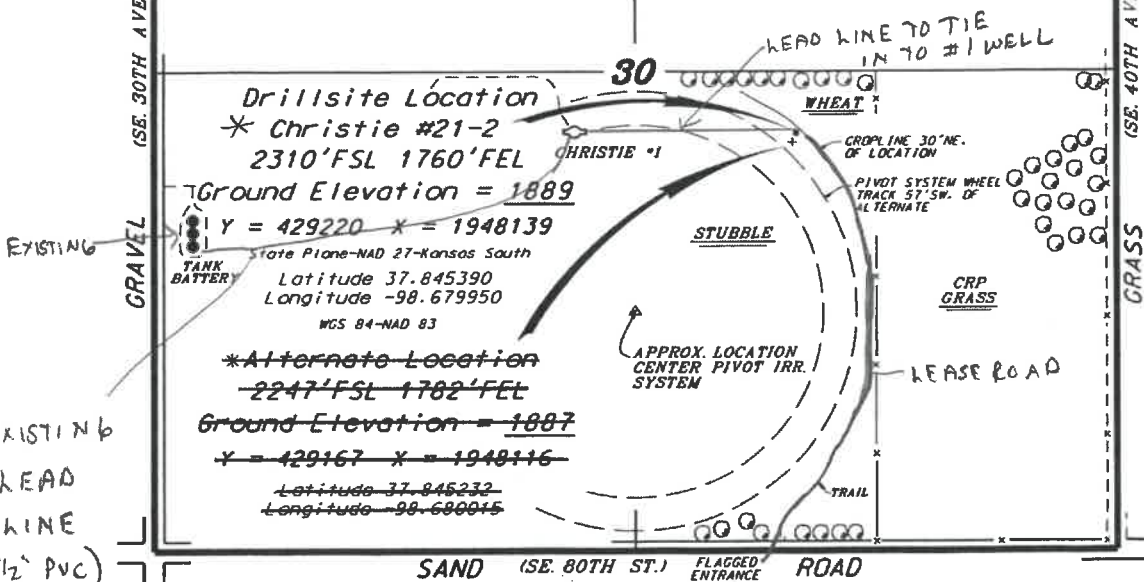 (SE. 30TH AVE
GRAVEL
30
LEAD LINE TO TIE
IN TO #1 WELL
Drillsite Location
* Christie #21-2
2310'FSL 1760'FEL
Ground Elevation = 1889
Y = 429220 X = 1948139
State Plane-NAD 27-Kansas South
Latitude 37.845390
Longitude -98.679950
WGS 84-NAD 83
*Alternate Location
2247'FSL 1782'FEL
Ground Elevation = 1887
Y = 429167 X = 1948116
Latitude 37.845232
Longitude -98.680015
CHRISTIE #1
WHEAT
CROPLINE 30'NE.
OF LOCATION
PIVOT SYSTEM WHEEL
TRACK 57'SW. OF
ALTERNATE
STUBBLE
CRP
GRASS
APPROX. LOCATION
CENTER PIVOT IRR.
SYSTEM
LEASE ROAD
TRAIL
EXISTING
TANK
BATTERY
XISTING
LEAD
LINE
1/2" PVC)
SAND (SE. 80TH ST.) ROAD
FLAGGED
ENTRANCE
(SE. 40TH AV
GRASS